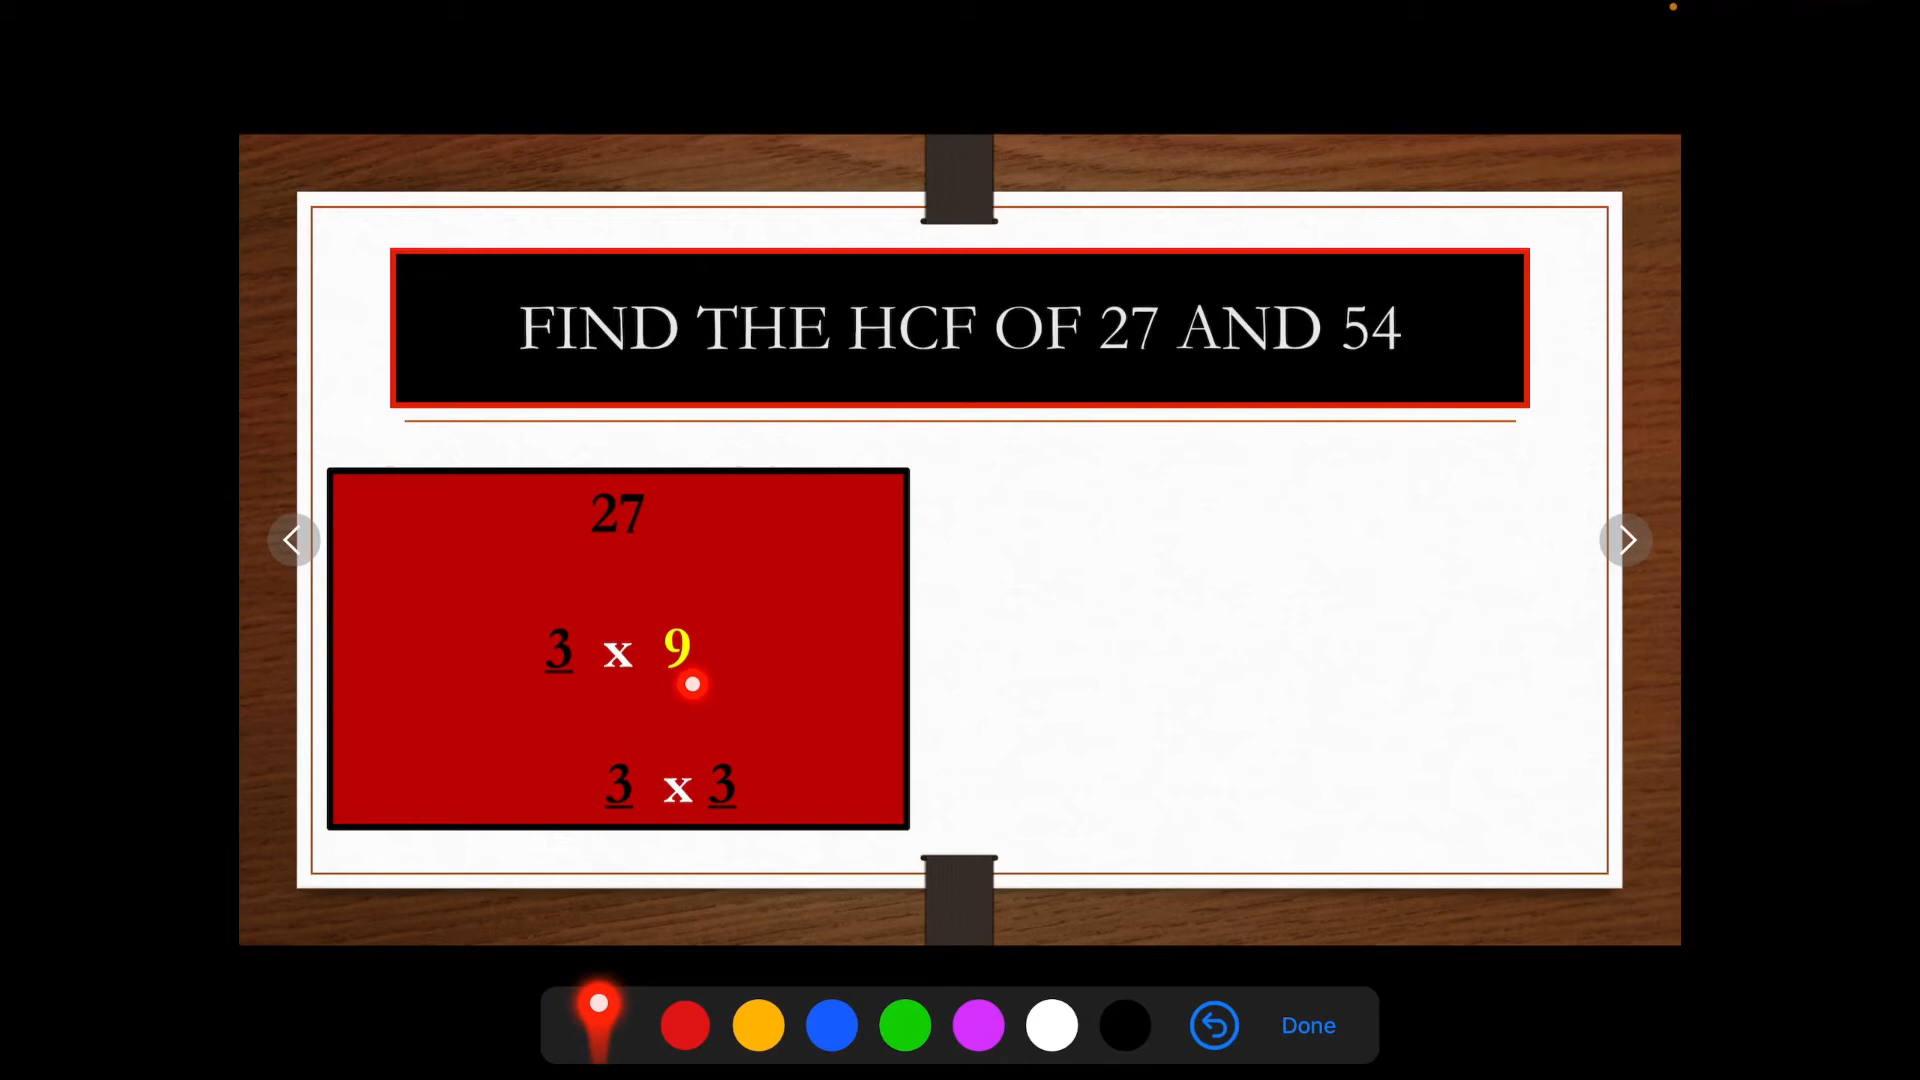 FIND THE HCF OF 27 AND 54
27
3 x 9
3 x 3
Done